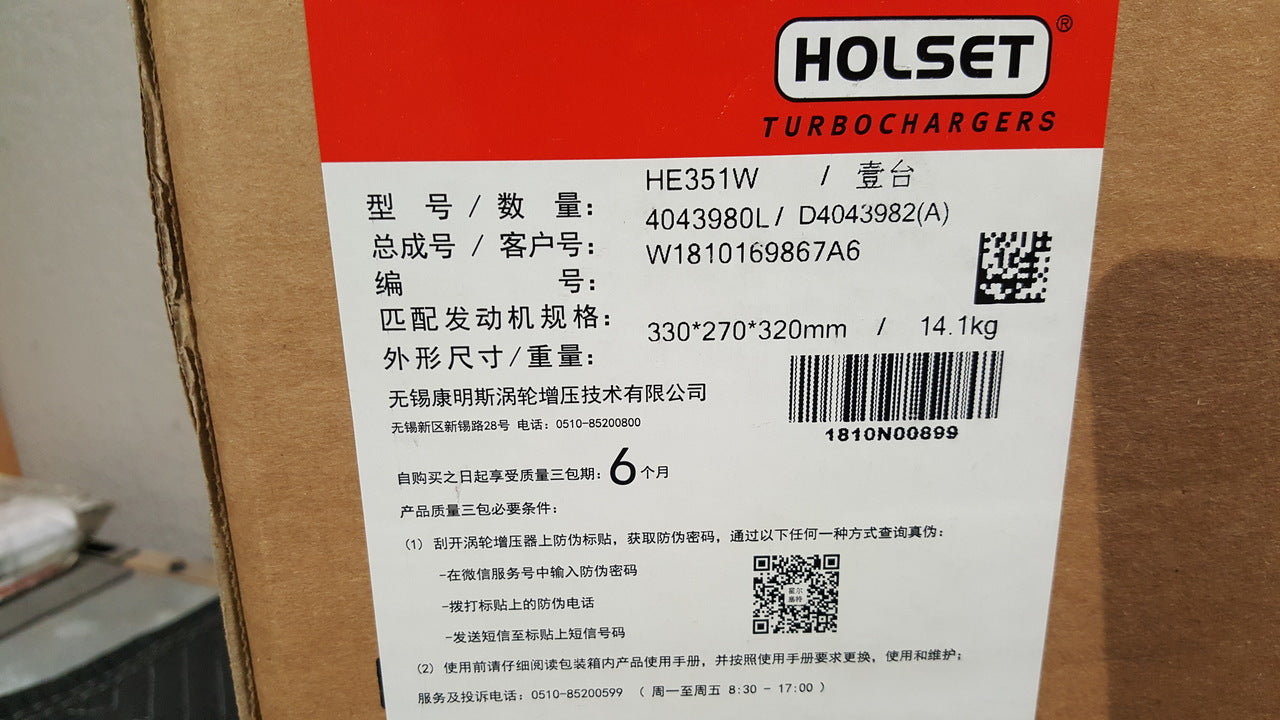 HOLSET®
TURBOCHARGERS
型 号 / 数 量: HE351W / 壹台
总成号 / 客户号: 4043980L / D4043982(A)
编 号: W1810169867A6
匹配发动机规格:
外形尺寸/重量: 330*270*320mm / 14.1kg
无锡康明斯涡轮增压技术有限公司
无锡新区新锡路28号 电话: 0510-85200800
1810N00899
自购买之日起享受质量三包期: 6个月
产品质量三包必要条件:
(1) 刮开涡轮增压器上防伪标贴, 获取防伪密码, 通过以下任何一种方式查询真伪:
-在微信服务号中输入防伪密码
-拨打标贴上的防伪电话
-发送短信至标贴上短信号码
霍尔
赛特
(2) 使用前请仔细阅读包装箱内产品使用手册, 并按照使用手册要求更换, 使用和维护;
服务及投诉电话: 0510-85200599 ( 周一至周五 8:30 - 17:00 )